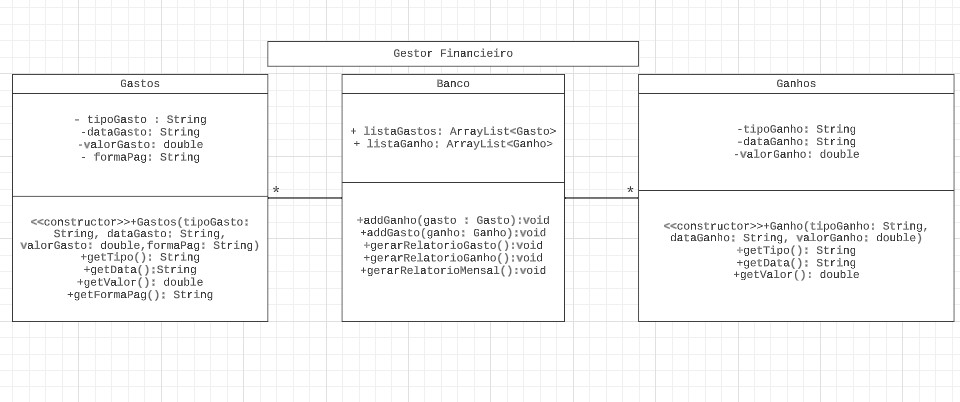 Gestor Financieiro
Gastos
- tipoGasto : String
-dataGasto: String
-valorGasto: double
- formaPag: String
*
<<constructor>>+Gastos(tipoGasto:
String, dataGasto: String,
valorGasto: double,formaPag: String)
+getTipo(): String
+getData():String
+getValor(): double
+getFormaPag(): String
Banco
+ listaGastos: ArrayList<Gasto>
+ listaGanho: ArrayList<Ganho>
+addGanho(gasto : Gasto):void
+addGasto(ganho: Ganho):void
+gerarRelatorioGasto():void
+gerarRelatorioGanho():void
+gerarRelatorioMensal():void
*
Ganhos
-tipoGanho: String
-dataGanho: String
-valorGanho: double
<<constructor>>+Ganho(tipoGanho: String,
dataGanho: String, valorGanho: double)
+getTipo(): String
+getData(): String
+getValor(): double